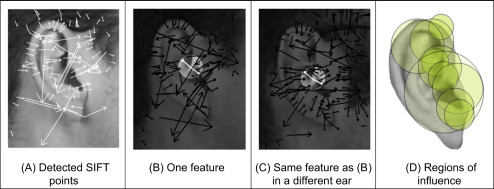 (A) Detected SIFT
points
(B) One feature
(C) Same feature as (B)
in a different ear
(D) Regions of
influence